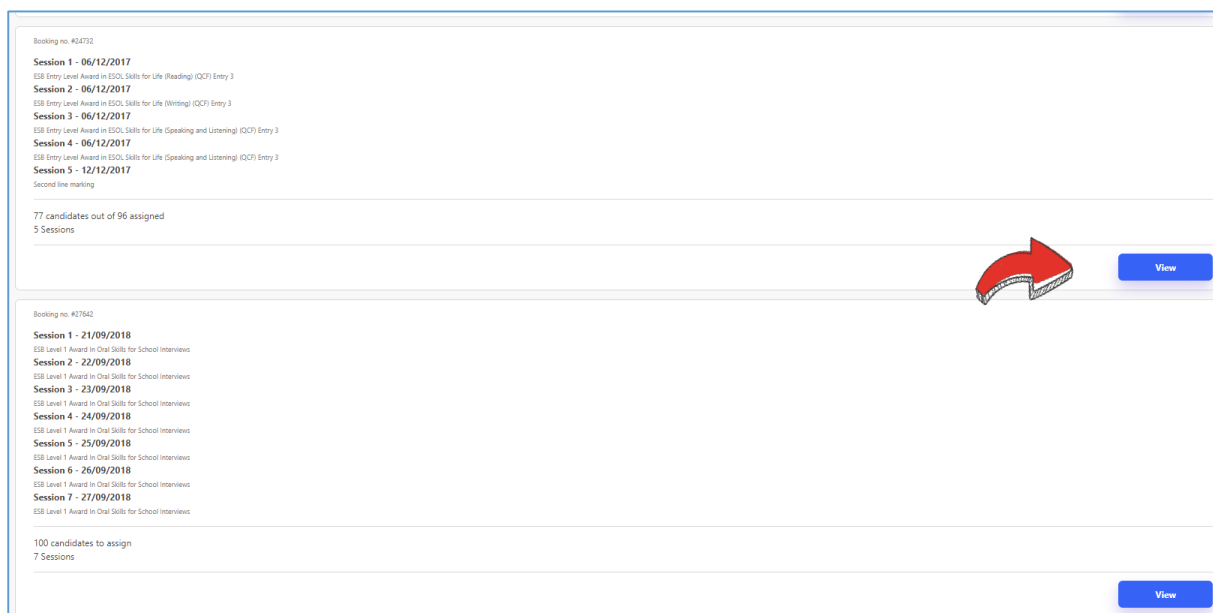 Booking no. #24732
Session 1 - 06/12/2017
ESB Entry Level Award in ESOL Skills for Life (Reading) (QCF) Entry 3
Session 2 - 06/12/2017
ESB Entry Level Award in ESOL Skills for Life (Writing) (QCF) Entry 3
Session 3 - 06/12/2017
ESB Entry Level Award in ESOL Skills for Life (Speaking and Listening) (QCF) Entry 3
Session 4 - 06/12/2017
ESB Entry Level Award in ESOL Skills for Life (Speaking and Listening) (QCF) Entry 3
Session 5 - 12/12/2017
Second line marking
77 candidates out of 96 assigned
5 Sessions
View
Booking no. #27642
Session 1 - 21/09/2018
ESB Level 1 Award in Oral Skills for School Interviews
Session 2 - 22/09/2018
ESB Level 1 Award in Oral Skills for School Interviews
Session 3 - 23/09/2018
ESB Level 1 Award in Oral Skills for School Interviews
Session 4 - 24/09/2018
ESB Level 1 Award in Oral Skills for School Interviews
Session 5 - 25/09/2018
ESB Level 1 Award in Oral Skills for School Interviews
Session 6 - 26/09/2018
ESB Level 1 Award in Oral Skills for School Interviews
Session 7 - 27/09/2018
ESB Level 1 Award in Oral Skills for School Interviews
100 candidates to assign
7 Sessions
View